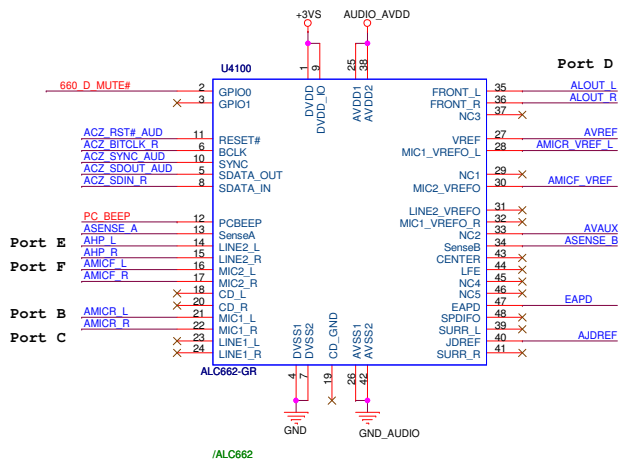 +3VS
AUDIO_AVDD
U4100
Port D
1
9
25
38
DVDD
DVDD_IO
AVDD1
AVDD2
660_D_MUTE# 2 GPIO0
3 GPIO1
ACZ_RST#_AUD 11 RESET#
ACZ_BITCLK_R 6 BCLK
ACZ_SYNC_AUD 10 SYNC
ACZ_SDOUT_AUD 5 SDATA_OUT
ACZ_SDIN_R 8 SDATA_IN
PC_BEEP 12 PCBEEP
ASENSE_A 13 SenseA
Port E AHP_L 14 LINE2_L
AHP_R 15 LINE2_R
Port F AMICF_L 16 MIC2_L
AMICF_R 17 MIC2_R
18 CD_L
20 CD_R
Port B AMICR_L 21 MIC1_L
AMICR_R 22 MIC1_R
Port C 23 LINE1_L
24 LINE1_R
FRONT_L 35 ALOUT_L
FRONT_R 36 ALOUT_R
NC3 37
VREF 27 AVREF
MIC1_VREFO_L 28 AMICR_VREF_L
NC1 29
MIC2_VREFO 30 AMICF_VREF
LINE2_VREFO 31
MIC1_VREFO_R 32
NC2 33 AVAUX
SenseB 34 ASENSE_B
CENTER 43
LFE 44
NC4 45
NC5 46
EAPD 47 EAPD
SPDIFO 48
SURR_L 39
JDREF 40 AJDREF
SURR_R 41
DVSS1
DVSS2
CD_GND
AVSS1
AVSS2
ALC662-GR
4
7
19
26
42
GND
GND_AUDIO
/ALC662